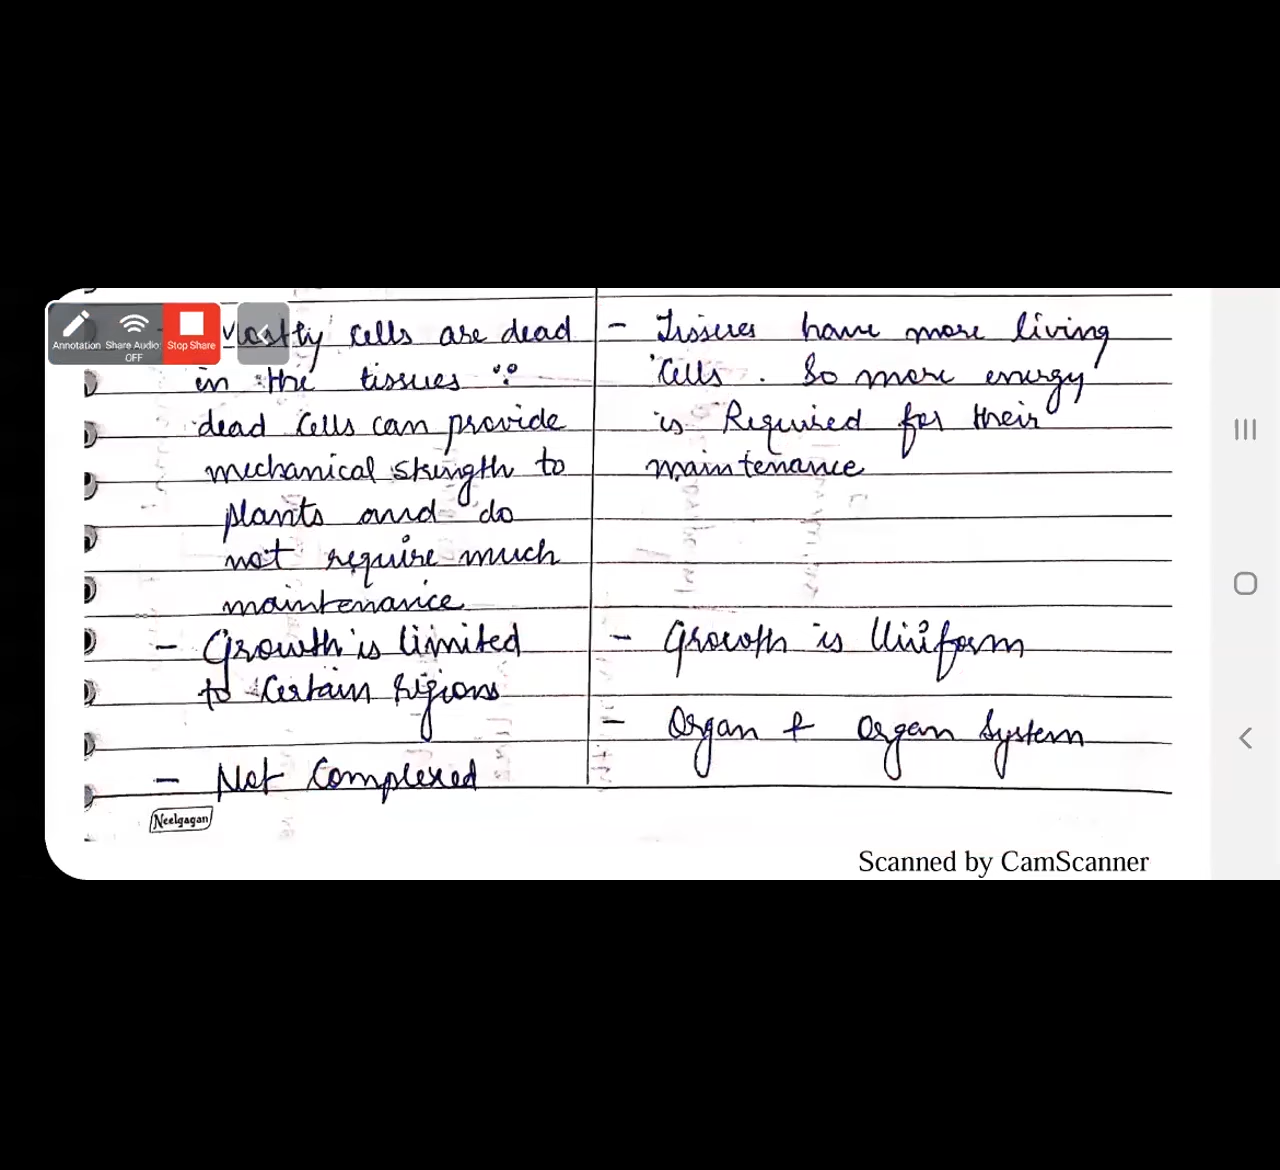 Annotation Share Audio: Stop Share
OFF
- Mostly cells are dead
in the tissues ∵
dead cells can provide
mechanical strength to
plants and do
not require much
maintenance
- Growth is limited
to certain regions
- Not Complexed
- Tissues have more living
Cells. So more energy
is Required for their
maintenance
- Growth is Uniform
- Organ & Organ System
Neelgagan
Scanned by CamScanner